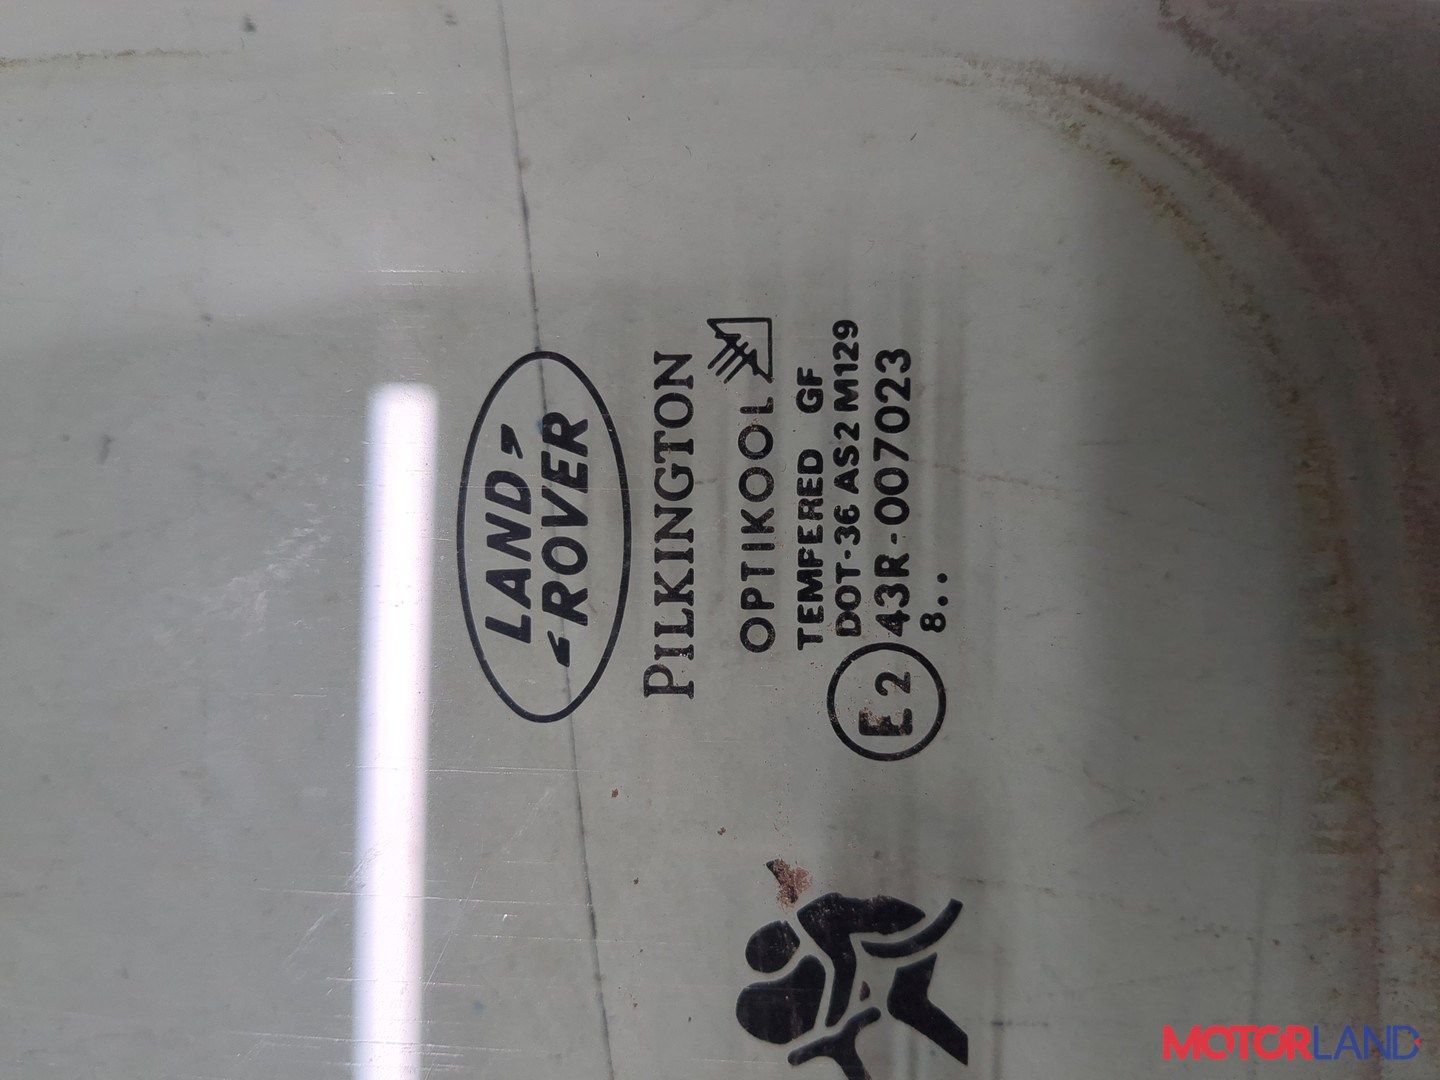 LAND
ROVER
PILKINGTON
OPTIKOOL
TEMPERED GF
DOT-36 AS2 M129
E2 43R-007023
8..
MOTORLAND